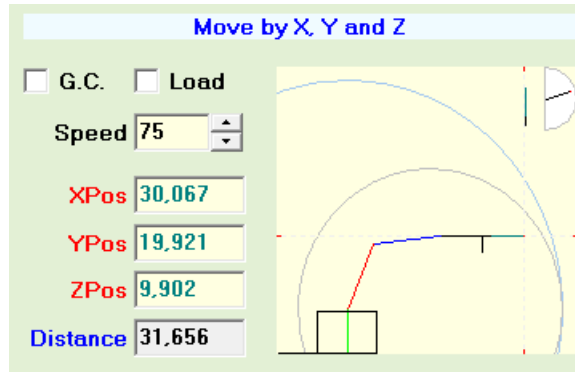 Move by X, Y and Z
G.C. Load
Speed 75
XPos 30,067
YPos 19,921
ZPos 9,902
Distance 31,656